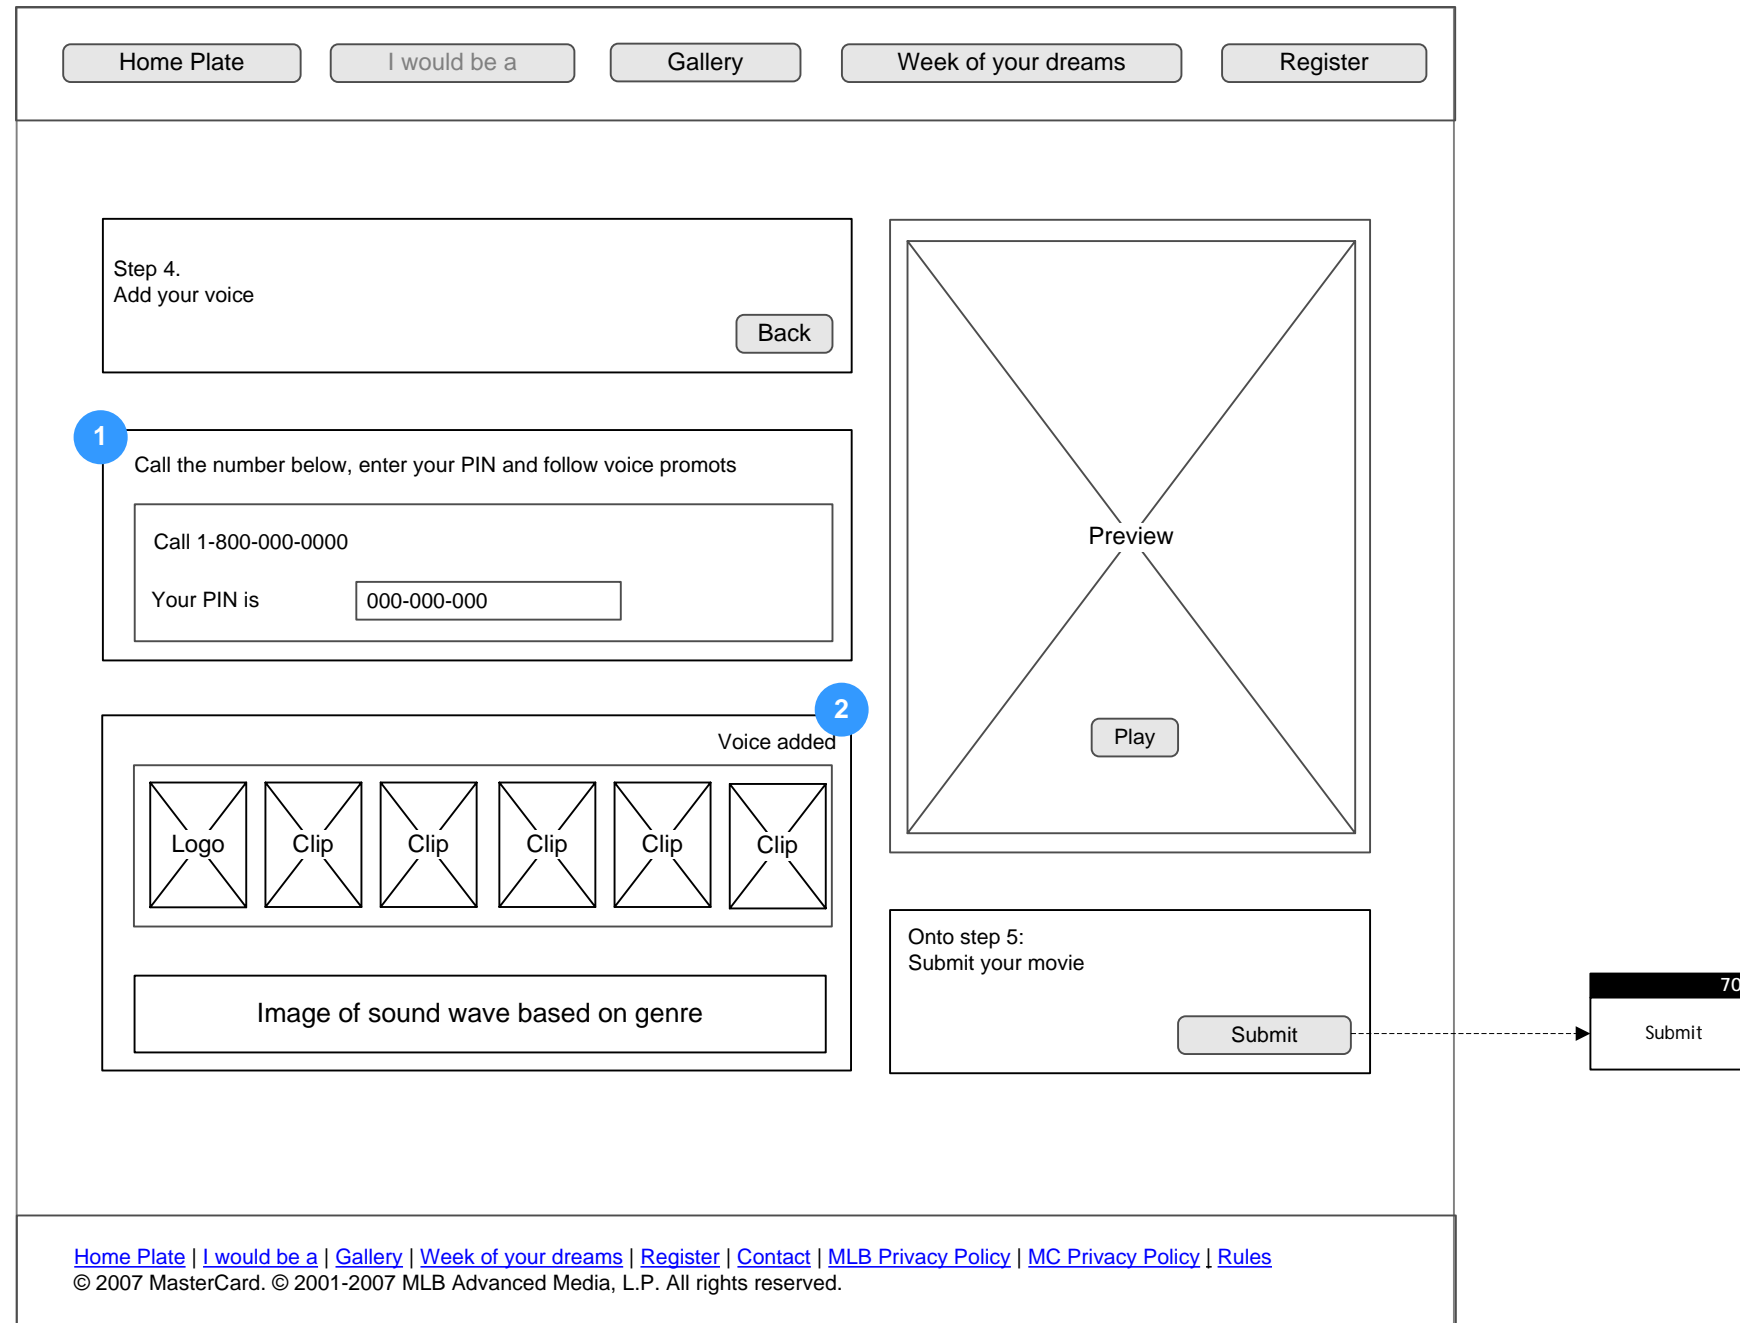 Home Plate
I would be a
Gallery
Week of your dreams
Register
Step 4.
Add your voice
Back
1
Call the number below, enter your PIN and follow voice promots
Call 1-800-000-0000
Your PIN is
000-000-000
2
Voice added
Logo
Clip
Clip
Clip
Clip
Clip
Image of sound wave based on genre
Preview
Play
Onto step 5:
Submit your movie
Submit
70
Submit
Home Plate | I would be a | Gallery | Week of your dreams | Register | Contact | MLB Privacy Policy | MC Privacy Policy | Rules
© 2007 MasterCard. © 2001-2007 MLB Advanced Media, L.P. All rights reserved.